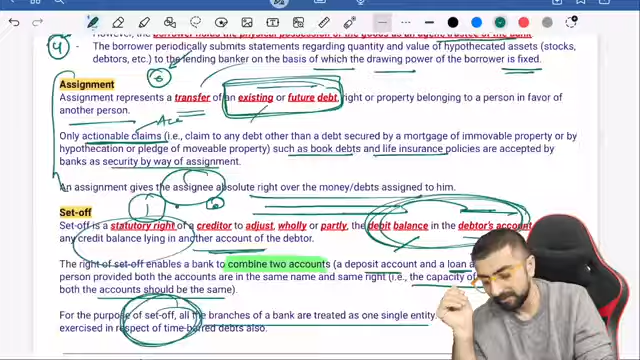 However, the borrower holds the physical possession of the goods as an agent/trustee of the
4
- The borrower periodically submits statements regarding quantity and value of hypothecated assets (stocks,
debtors, etc.) to the lending banker on the basis of which the drawing power of the borrower is fixed.
Assignment
Assignment represents a transfer of an existing or future debt, right or property belonging to a person in favor of
another person.
Only actionable claims (i.e., claim to any debt other than a debt secured by a mortgage of immovable property or by
hypothecation or pledge of moveable property) such as book debts and life insurance policies are accepted by
banks as security by way of assignment.
An assignment gives the assignee absolute right over the money/debts assigned to him.
Set-off
Set-off is a statutory right of a creditor to adjust, wholly or partly, the debit balance in the debtor's account
any credit balance lying in another account of the debtor.
The right of set-off enables a bank to combine two accounts (a deposit account and a loan
person provided both the accounts are in the same name and same right (i.e., the capacity of
both the accounts should be the same).
For the purpose of set-off, all the branches of a bank are treated as one single entity.
exercised in respect of time-barred debts also.